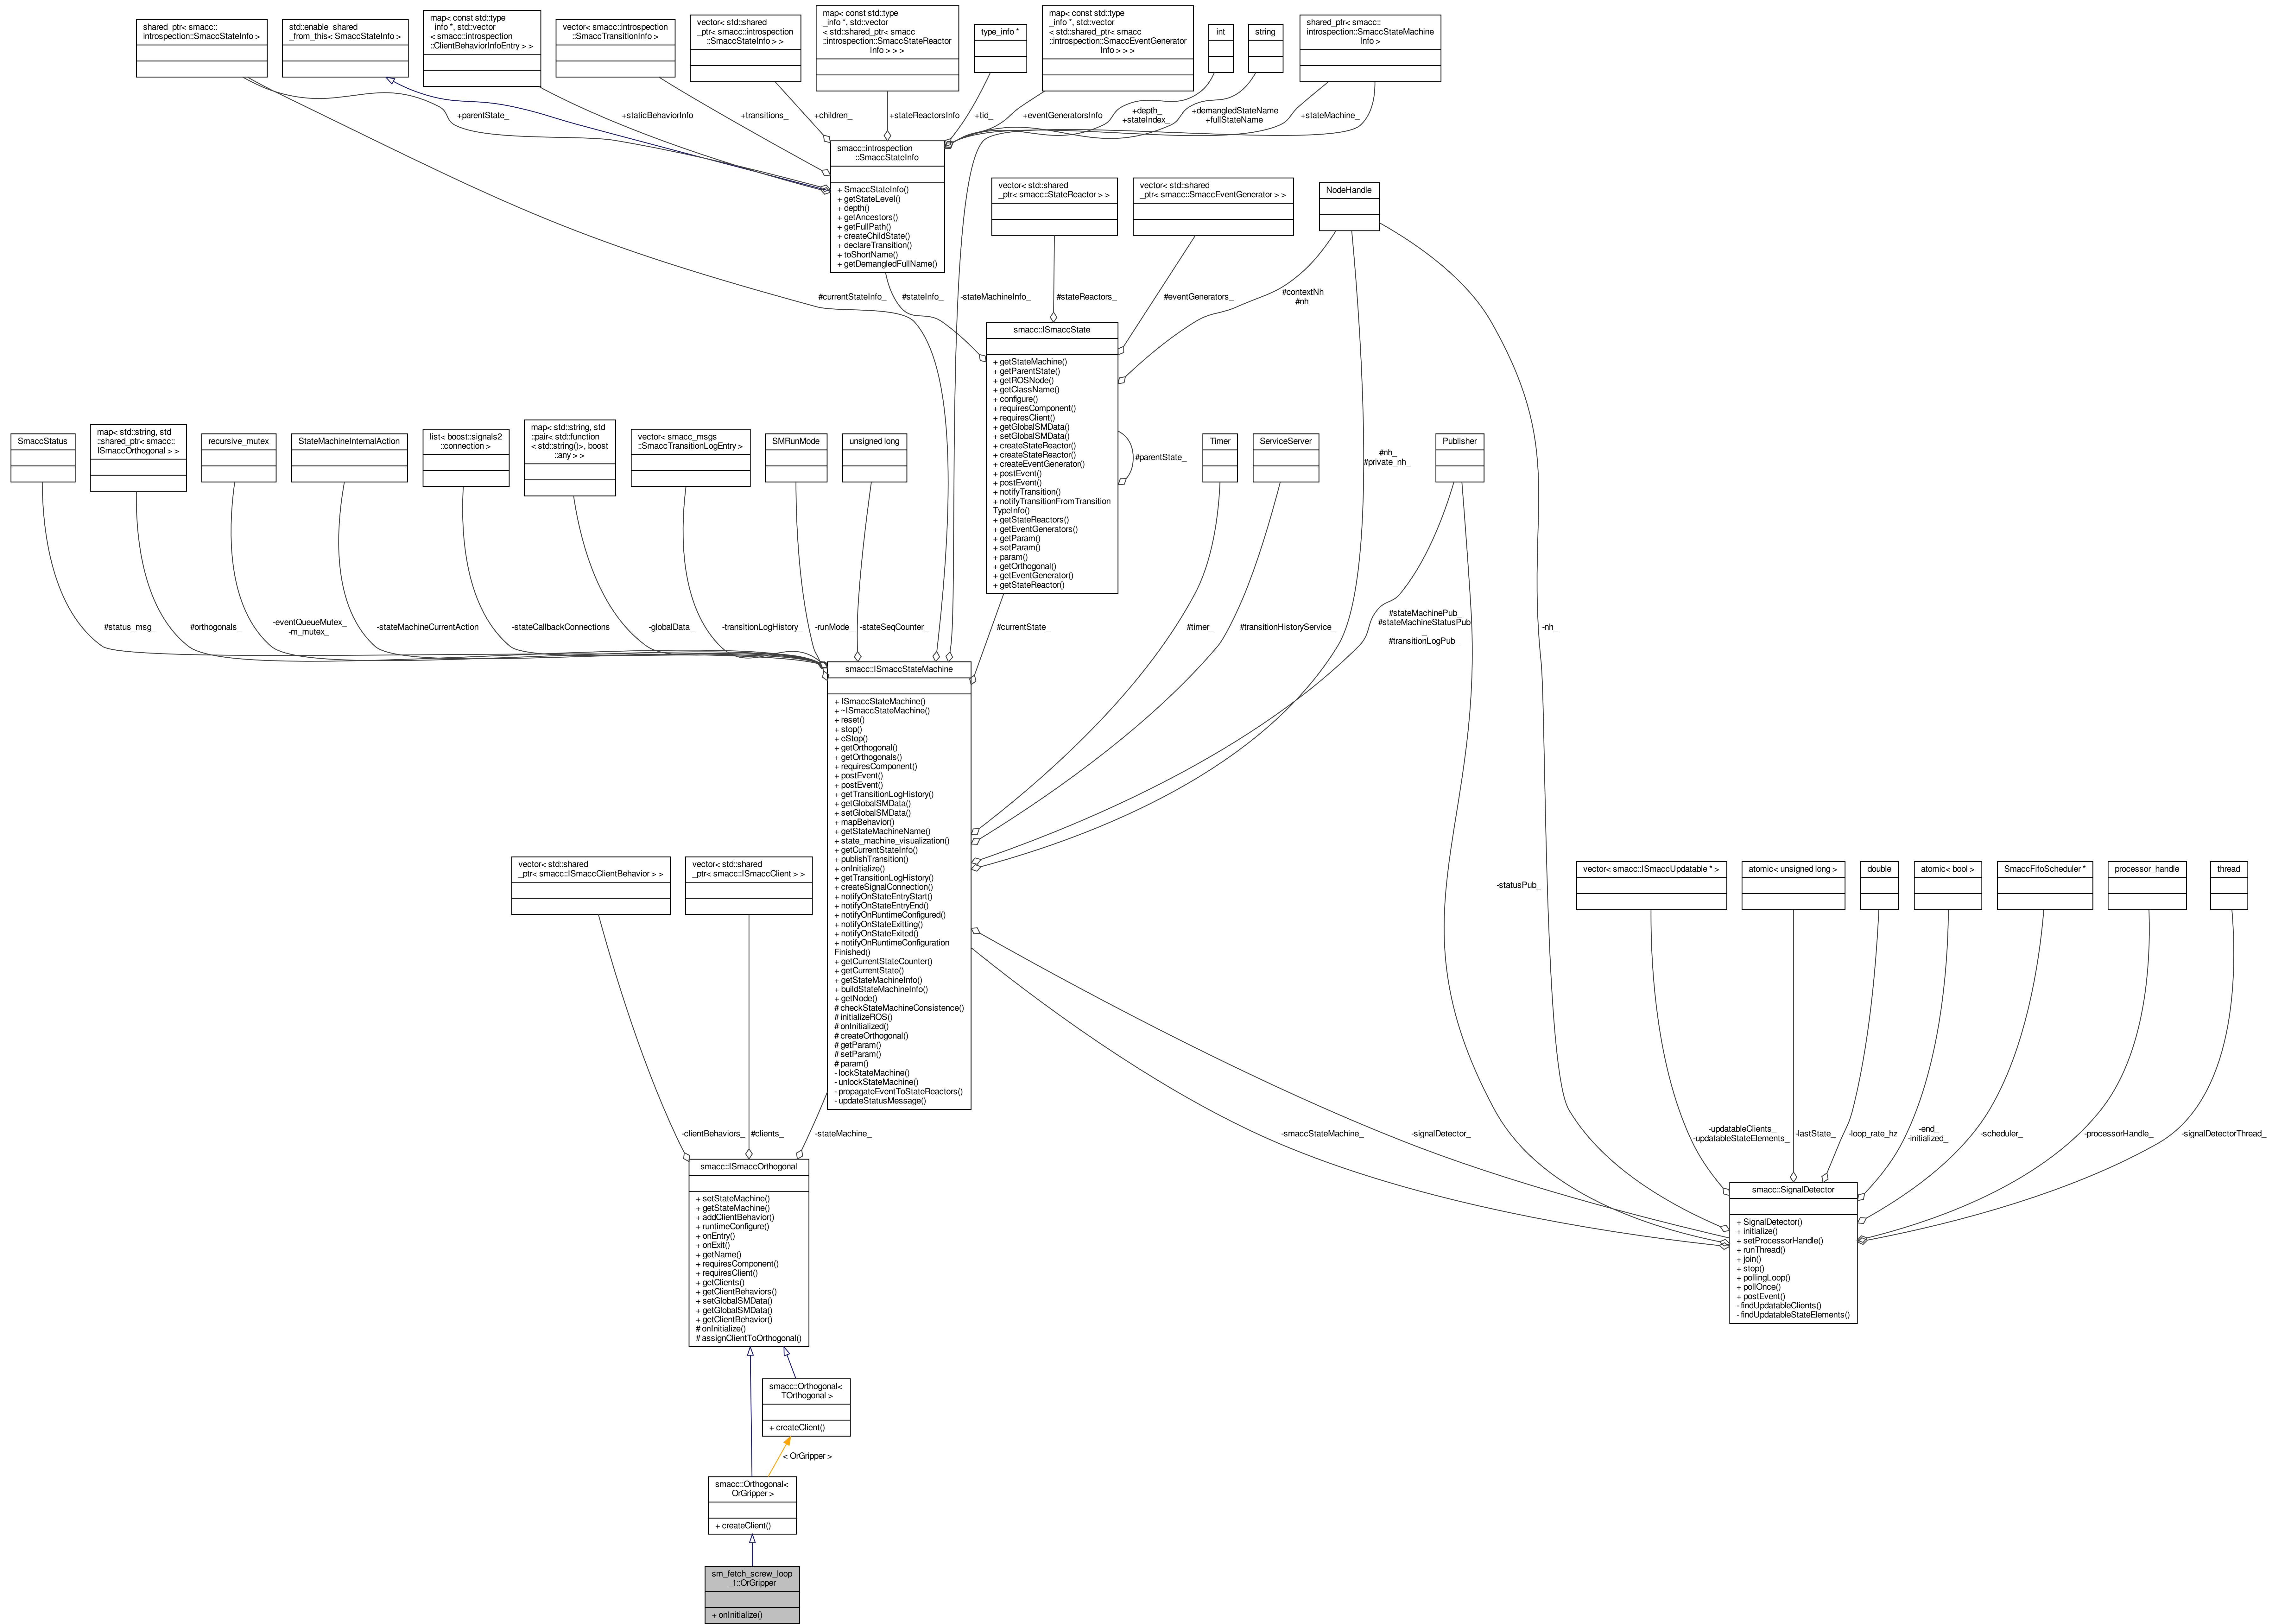 shared_ptr< smacc::
introspection::SmaccStateInfo >
std::enable_shared
_from_this< SmaccStateInfo >
map< const std::type
_info *, std::vector
< smacc::introspection
::ClientBehaviorInfoEntry > >
vector< smacc::introspection
::SmaccTransitionInfo >
vector< std::shared
_ptr< smacc::introspection
::SmaccStateInfo > >
map< const std::type
_info *, std::vector
< std::shared_ptr< smacc
::introspection::SmaccStateReactor
Info > > >
type_info *
map< const std::type
_info *, std::vector
< std::shared_ptr< smacc
::introspection::SmaccEventGenerator
Info > > >
int
string
shared_ptr< smacc::
introspection::SmaccStateMachine
Info >
+parentState_
+staticBehaviorInfo
+transitions_
+children_
+stateReactorsInfo
+tid_
+eventGeneratorsInfo
+depth_
+stateIndex_
+demangledStateName
+fullStateName
+stateMachine_
smacc::introspection
::SmaccStateInfo
+ SmaccStateInfo()
+ getStateLevel()
+ depth()
+ getAncestors()
+ getFullPath()
+ createChildState()
+ declareTransition()
+ toShortName()
+ getDemangledFullName()
vector< std::shared
_ptr< smacc::StateReactor > >
vector< std::shared
_ptr< smacc::SmaccEventGenerator > >
NodeHandle
#currentStateInfo_
#stateInfo_
-stateMachineInfo_
#stateReactors_
#eventGenerators_
#contextNh
#nh
smacc::ISmaccState
+ getStateMachine()
+ getParentState()
+ getROSNode()
+ getClassName()
+ configure()
+ requiresComponent()
+ requiresClient()
+ getGlobalSMData()
+ setGlobalSMData()
+ createStateReactor()
+ createStateReactor()
+ createEventGenerator()
+ postEvent()
+ postEvent()
+ notifyTransition()
+ notifyTransitionFromTransition
TypeInfo()
+ getStateReactors()
+ getEventGenerators()
+ getParam()
+ setParam()
+ param()
+ getOrthogonal()
+ getEventGenerator()
+ getStateReactor()
#parentState_
SmaccStatus
map< std::string, std
::shared_ptr< smacc::
ISmaccOrthogonal > >
recursive_mutex
StateMachineInternalAction
list< boost::signals2
::connection >
map< std::string, std
::pair< std::function
< std::string()>, boost
::any > >
vector< smacc_msgs
::SmaccTransitionLogEntry >
SMRunMode
unsigned long
Timer
ServiceServer
#nh_
#private_nh_
Publisher
#status_msg_
#orthogonals_
-eventQueueMutex_
-m_mutex_
-stateMachineCurrentAction
-stateCallbackConnections
-globalData_
-transitionLogHistory_
-runMode_
-stateSeqCounter_
#currentState_
#timer_
#transitionHistoryService_
#stateMachinePub_
#stateMachineStatusPub
_
#transitionLogPub_
-nh_
smacc::ISmaccStateMachine
+ ISmaccStateMachine()
+ ~ISmaccStateMachine()
+ reset()
+ stop()
+ eStop()
+ getOrthogonal()
+ getOrthogonals()
+ requiresComponent()
+ postEvent()
+ postEvent()
+ getTransitionLogHistory()
+ getGlobalSMData()
+ setGlobalSMData()
+ mapBehavior()
+ getStateMachineName()
+ state_machine_visualization()
+ getCurrentStateInfo()
+ publishTransition()
+ onInitialize()
+ getTransitionLogHistory()
+ createSignalConnection()
+ notifyOnStateEntryStart()
+ notifyOnStateEntryEnd()
+ notifyOnRuntimeConfigured()
+ notifyOnStateExitting()
+ notifyOnStateExited()
+ notifyOnRuntimeConfiguration
Finished()
+ getCurrentStateCounter()
+ getCurrentState()
+ getStateMachineInfo()
+ buildStateMachineInfo()
+ getNode()
# checkStateMachineConsistence()
# initializeROS()
# onInitialized()
# createOrthogonal()
# getParam()
# setParam()
# param()
- lockStateMachine()
- unlockStateMachine()
- propagateEventToStateReactors()
- updateStatusMessage()
vector< std::shared
_ptr< smacc::ISmaccClientBehavior > >
vector< std::shared
_ptr< smacc::ISmaccClient > >
-statusPub_
vector< smacc::ISmaccUpdatable * >
atomic< unsigned long >
double
atomic< bool >
SmaccFifoScheduler *
processor_handle
thread
-clientBehaviors_
#clients_
-stateMachine_
-smaccStateMachine_
-signalDetector_
-updatableClients_
-updatableStateElements_
-lastState_
-loop_rate_hz
-end_
-initialized_
-scheduler_
-processorHandle_
-signalDetectorThread_
smacc::ISmaccOrthogonal
+ setStateMachine()
+ getStateMachine()
+ addClientBehavior()
+ runtimeConfigure()
+ onEntry()
+ onExit()
+ getName()
+ requiresComponent()
+ requiresClient()
+ getClients()
+ getClientBehaviors()
+ setGlobalSMData()
+ getGlobalSMData()
+ getClientBehavior()
# onInitialize()
# assignClientToOrthogonal()
smacc::SignalDetector
+ SignalDetector()
+ initialize()
+ setProcessorHandle()
+ runThread()
+ join()
+ stop()
+ pollingLoop()
+ pollOnce()
+ postEvent()
- findUpdatableClients()
- findUpdatableStateElements()
smacc::Orthogonal<
TOrthogonal >
+ createClient()
< OrGripper >
smacc::Orthogonal<
OrGripper >
+ createClient()
sm_fetch_screw_loop
_1::OrGripper
+ onInitialize()